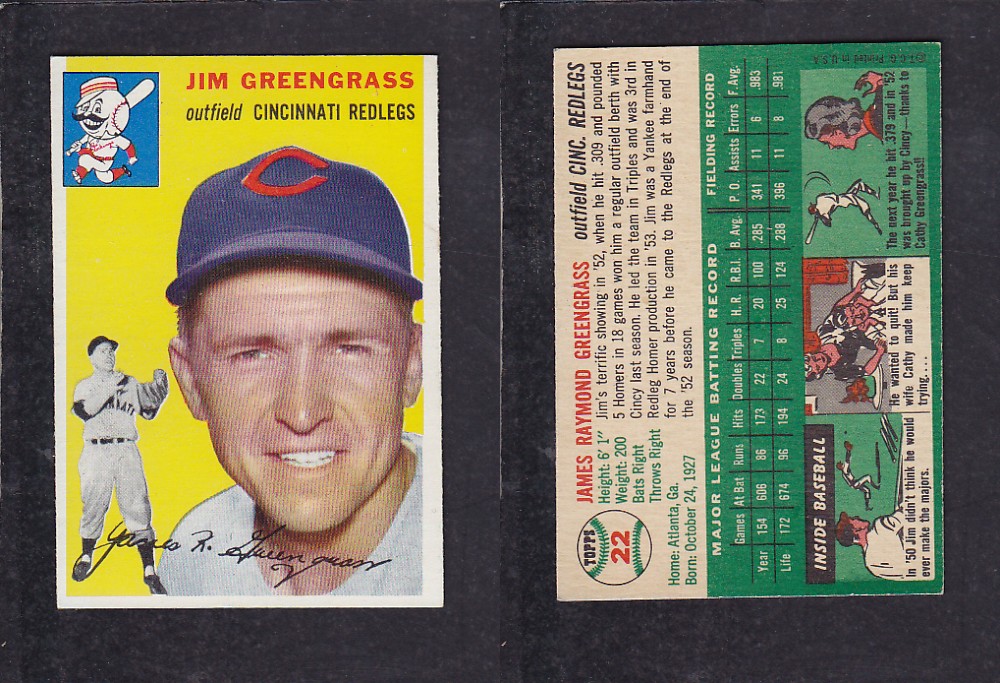 JIM GREENGRASS
outfield CINCINNATI REDLEGS
CINCINNATI
James R. Greengrass
TOPPS
22
JAMES RAYMOND GREENGRASS outfield CINC. REDLEGS
Height: 6' 1"
Weight: 200
Bats Right
Throws Right
Home: Atlanta, Ga.
Born: October 24, 1927
Jim's terrific showing in '52, when he hit .309 and pounded
5 Homers in 18 games won him a regular outfield berth with
Cincy last season. He led the team in Triples and was 3rd in
Redleg Homer production in '53. Jim was a Yankee farmhand
for 7 years before he came to the Redlegs at the end of
the '52 season.
MAJOR LEAGUE BATTING RECORD FIELDING RECORD
Games At Bat Runs Hits Doubles Triples H.R. R.B.I. B. Avg. P. O. Assists Errors F. Avg.
Year 154 606 86 173 22 7 20 100 .285 341 11 6 .983
Life 172 674 96 194 24 8 25 124 .288 396 11 8 .981
INSIDE BASEBALL
In '50 Jim didn't think he would
ever make the majors.
He wanted to quit! But his
wife Cathy made him keep
trying....
The next year he hit .379 and in '52
was brought up by Cincy—thanks to
Cathy Greengrass!!
©T.C.G. Printed in U.S.A.